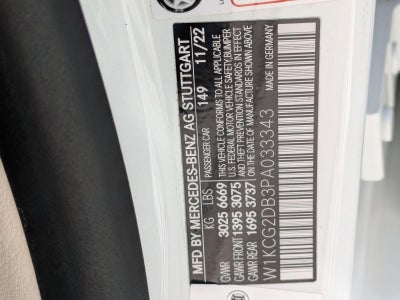 MFD BY MERCEDES-BENZ AG STUTTGART
PASSENGER CAR 149 11/22
THIS VEHICLE CONFORMS TO ALL APPLICABLE
U.S. FEDERAL MOTOR VEHICLE SAFETY/BUMPER
AND THEFT PREVENTION STANDARDS IN EFFECT
ON THE DATE OF MANUFACTURE SHOWN ABOVE
KG LBS
GVWR 3025 6669
GAWR FRONT 1395 3075
GAWR REAR 1695 3737
W1KCG2DB3PA033343
MADE IN GERMANY